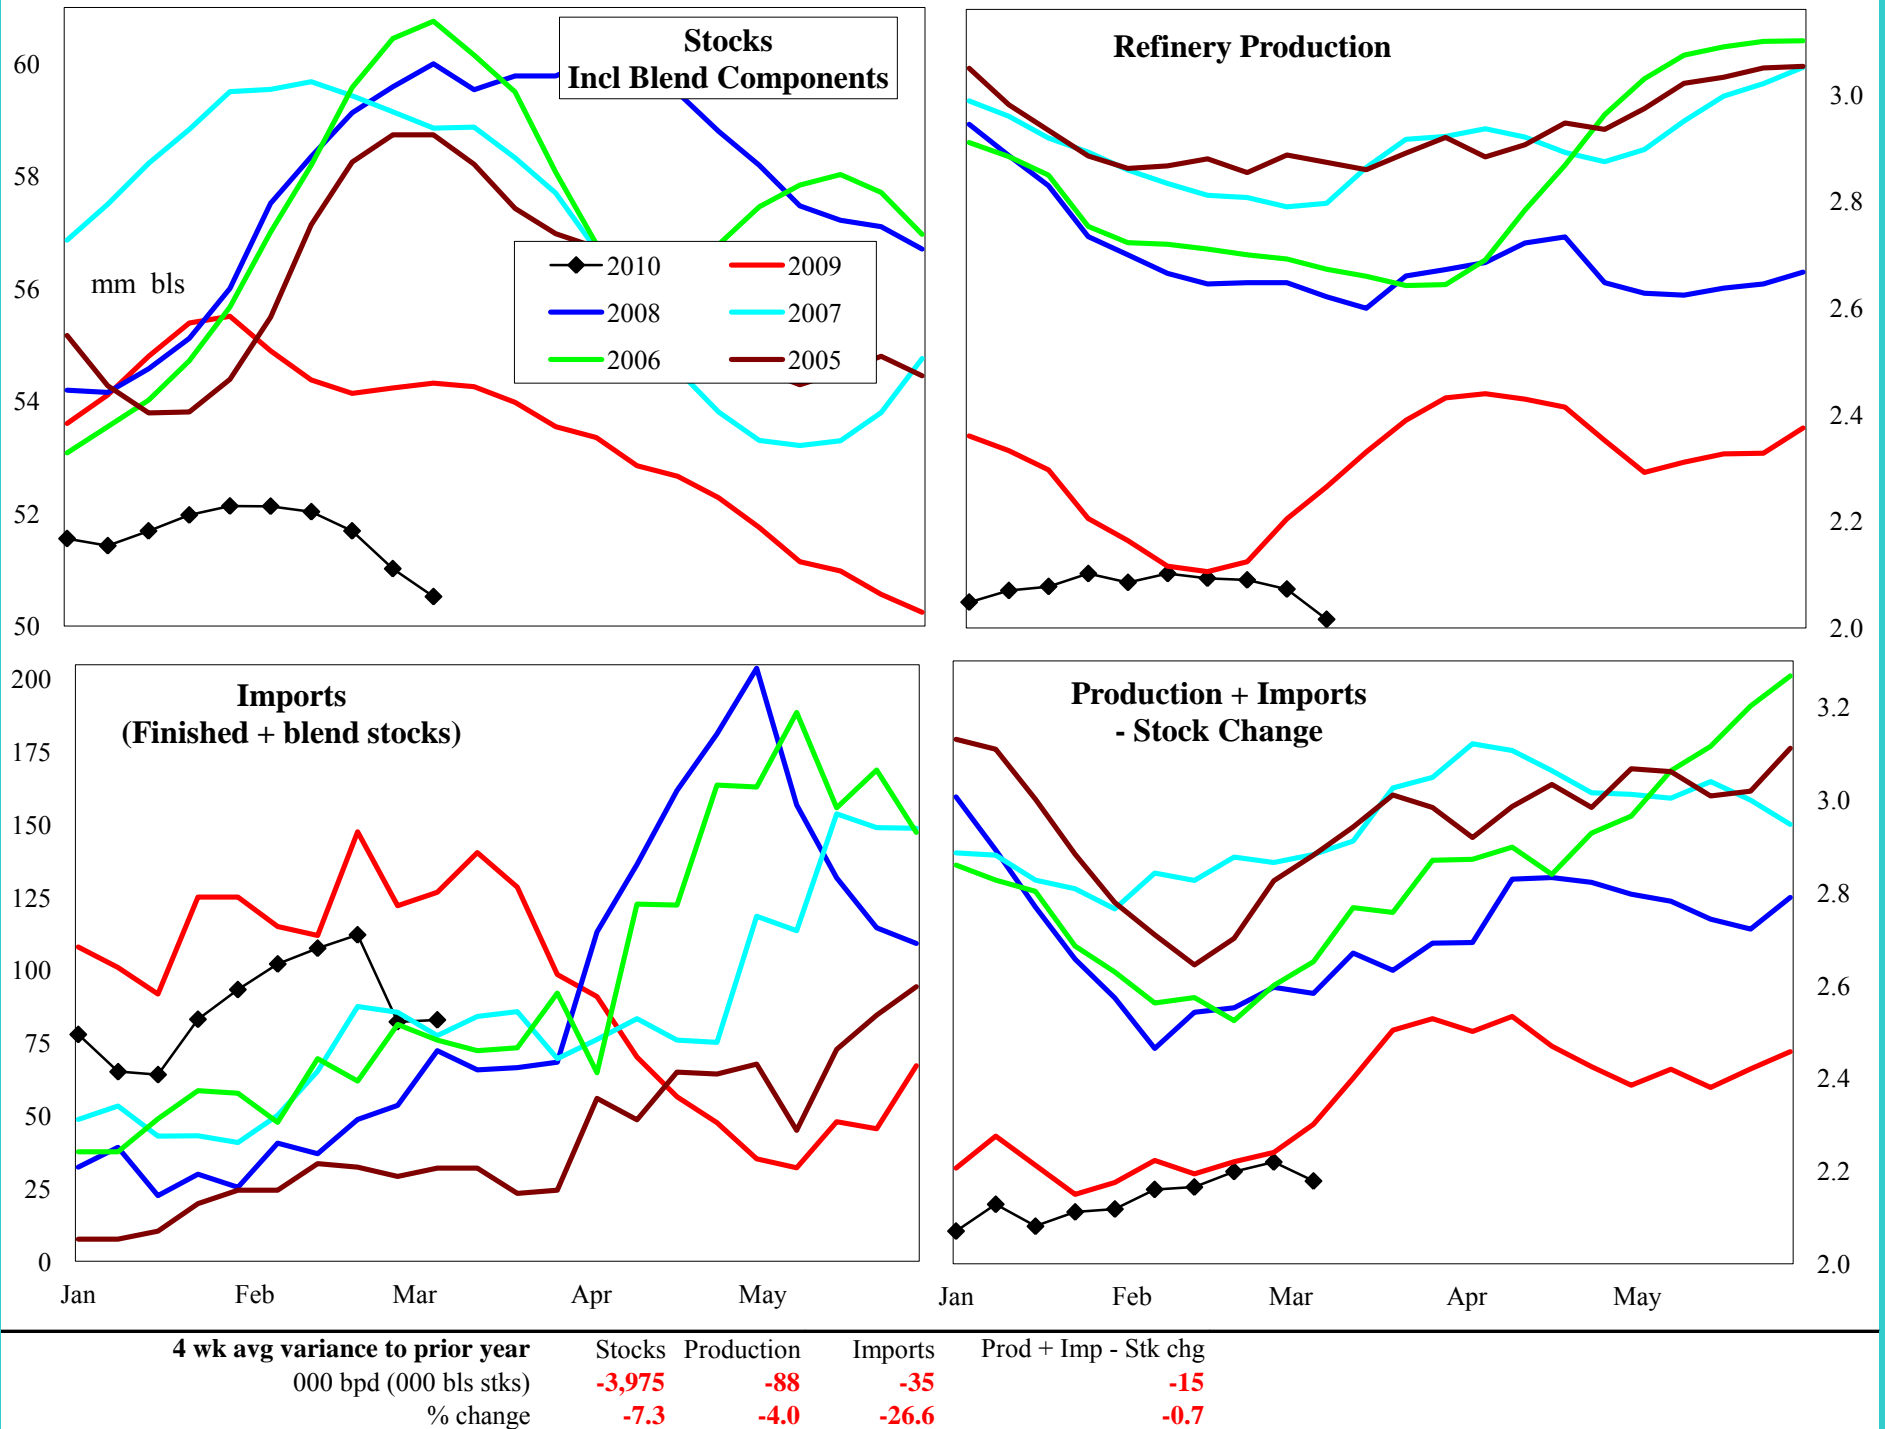 Stocks
Incl Blend Components
60
58
56
54
52
50
mm bls
2010 2009
2008 2007
2006 2005
Refinery Production
3.0
2.8
2.6
2.4
2.2
2.0
Imports
(Finished + blend stocks)
200
175
150
125
100
75
50
25
0
Jan Feb Mar Apr May
Production + Imports
- Stock Change
3.2
3.0
2.8
2.6
2.4
2.2
2.0
Jan Feb Mar Apr May
4 wk avg variance to prior year Stocks Production Imports Prod + Imp - Stk chg
000 bpd (000 bls stks) -3,975 -88 -35 -15
% change -7.3 -4.0 -26.6 -0.7